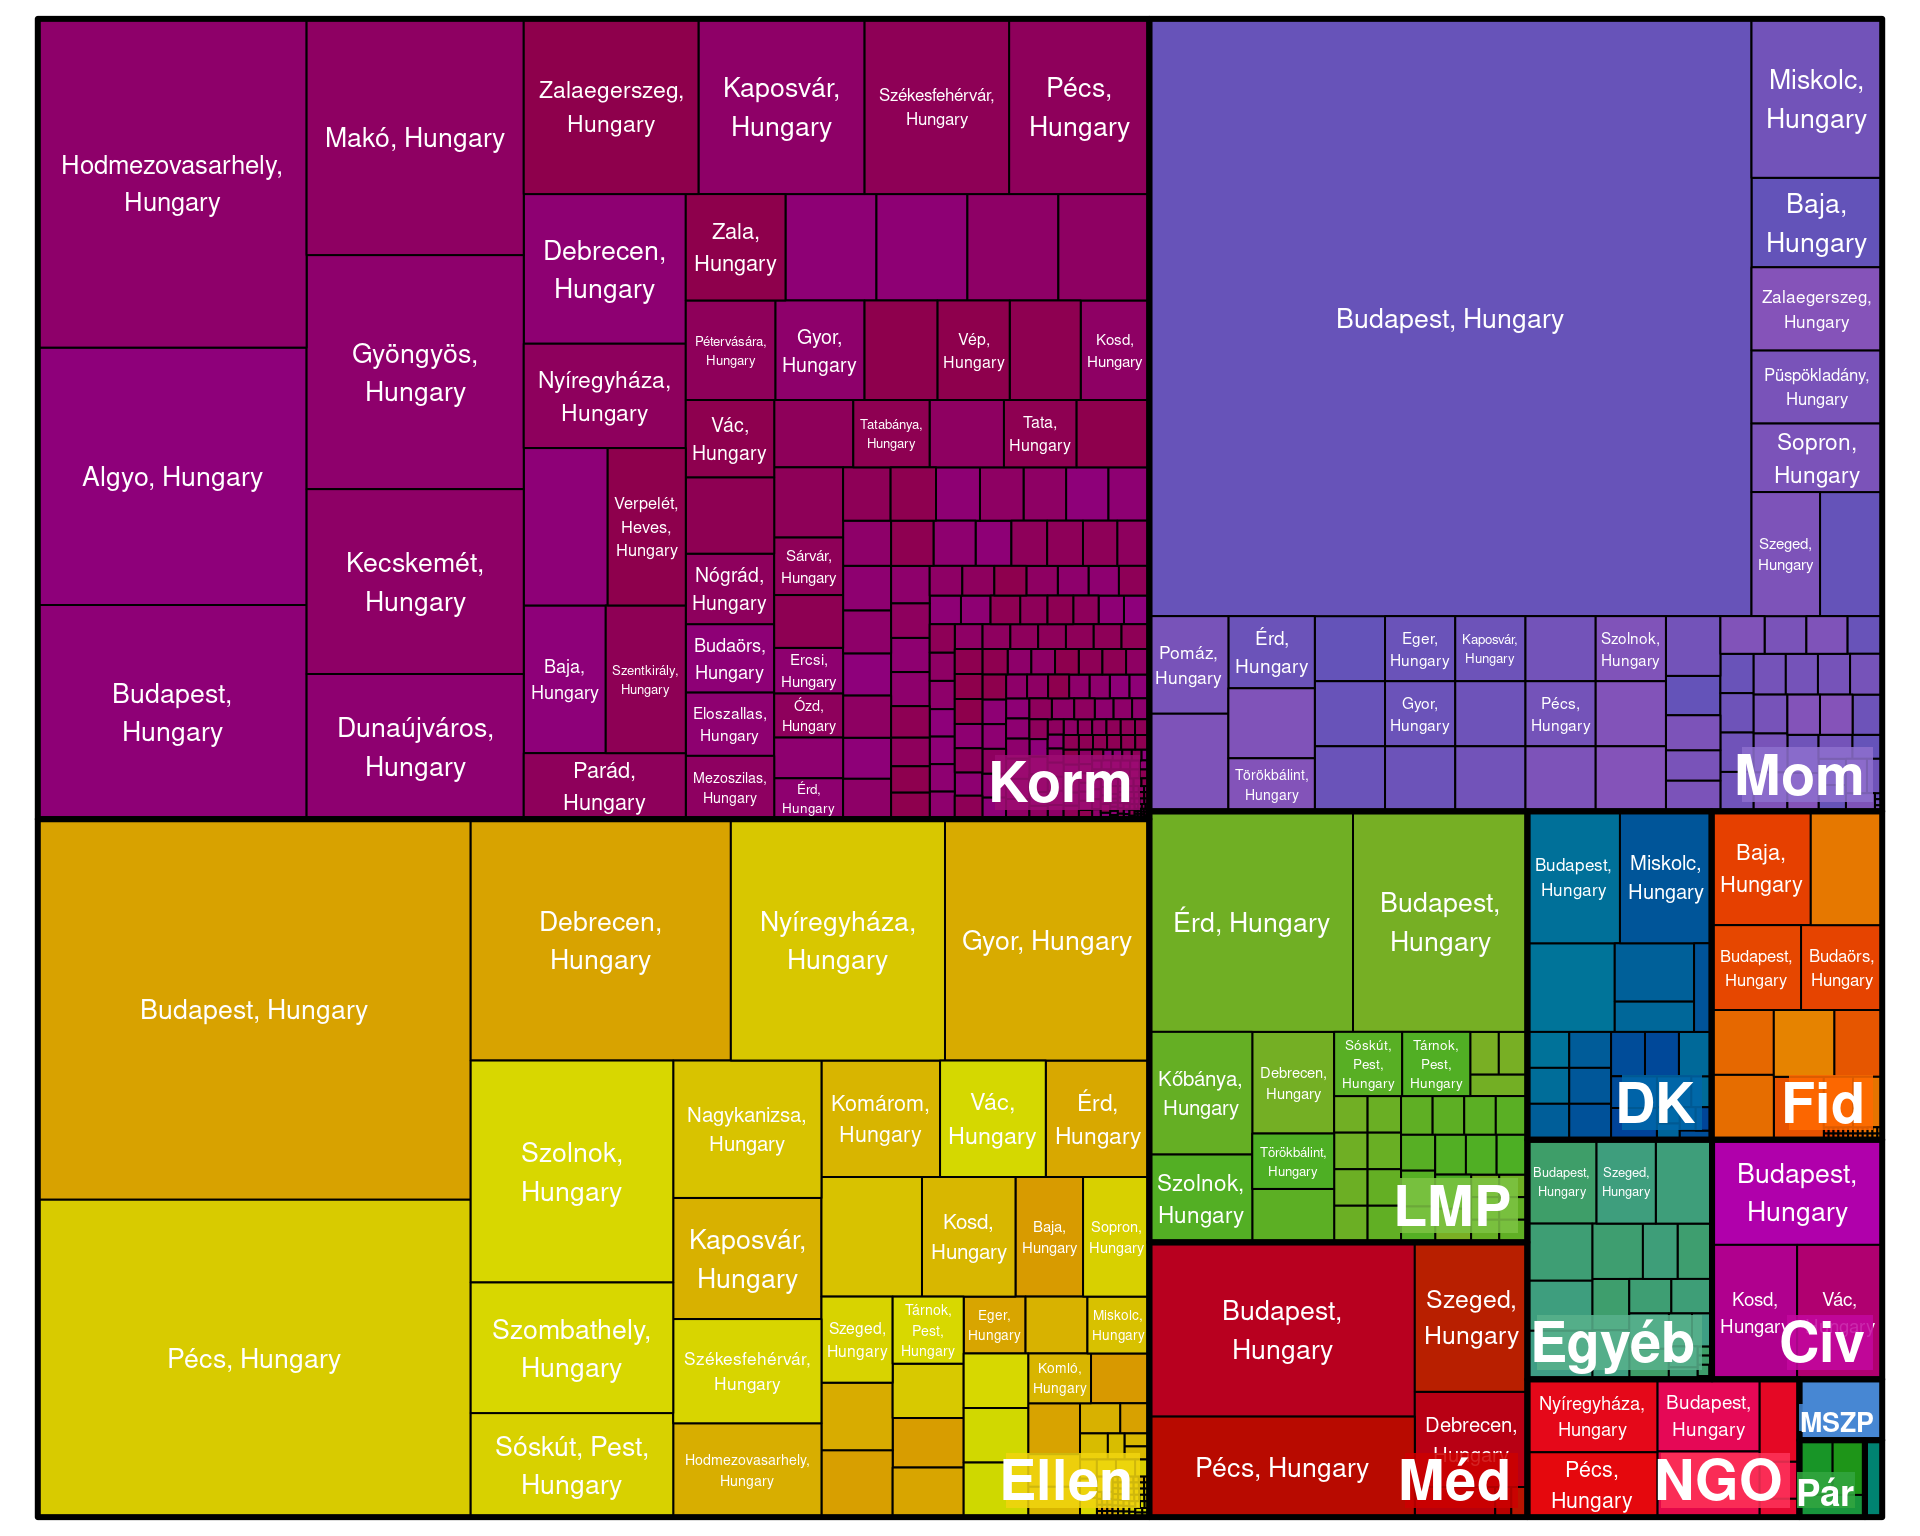 Hodmezovasarhely,
Hungary
Algyo, Hungary
Budapest,
Hungary
Makó, Hungary
Gyöngyös,
Hungary
Kecskemét,
Hungary
Dunaújváros,
Hungary
Zalaegerszeg,
Hungary
Kaposvár,
Hungary
Székesfehérvár,
Hungary
Pécs,
Hungary
Debrecen,
Hungary
Nyíregyháza,
Hungary
Verpelét,
Heves,
Hungary
Baja,
Hungary
Szentkirály,
Hungary
Parád,
Hungary
Zala,
Hungary
Pétervására,
Hungary
Gyor,
Hungary
Vép,
Hungary
Kosd,
Hungary
Vác,
Hungary
Tatabánya,
Hungary
Tata,
Hungary
Nógrád,
Hungary
Sárvár,
Hungary
Budaörs,
Hungary
Ercsi,
Hungary
Eloszallas,
Hungary
Ózd,
Hungary
Mezoszilas,
Hungary
Érd,
Hungary
Korm
Budapest, Hungary
Miskolc,
Hungary
Baja,
Hungary
Zalaegerszeg,
Hungary
Püspökladány,
Hungary
Sopron,
Hungary
Szeged,
Hungary
Pomáz,
Hungary
Érd,
Hungary
Törökbálint,
Hungary
Eger,
Hungary
Kaposvár,
Hungary
Szolnok,
Hungary
Gyor,
Hungary
Pécs,
Hungary
Mom
Budapest, Hungary
Pécs, Hungary
Debrecen,
Hungary
Nyíregyháza,
Hungary
Gyor, Hungary
Szolnok,
Hungary
Szombathely,
Hungary
Sóskút, Pest,
Hungary
Nagykanizsa,
Hungary
Kaposvár,
Hungary
Székesfehérvár,
Hungary
Hodmezovasarhely,
Hungary
Komárom,
Hungary
Vác,
Hungary
Érd,
Hungary
Kosd,
Hungary
Baja,
Hungary
Sopron,
Hungary
Szeged,
Hungary
Tárnok,
Pest,
Hungary
Eger,
Hungary
Miskolc,
Hungary
Komló,
Hungary
Ellen
Érd, Hungary
Budapest,
Hungary
Kőbánya,
Hungary
Szolnok,
Hungary
Debrecen,
Hungary
Törökbálint,
Hungary
Sóskút,
Pest,
Hungary
Tárnok,
Pest,
Hungary
LMP
Budapest,
Hungary
Pécs, Hungary
Szeged,
Hungary
Debrecen,
Hungary
Méd
Budapest,
Hungary
Miskolc,
Hungary
DK
Baja,
Hungary
Budapest,
Hungary
Budaörs,
Hungary
Fid
Budapest,
Hungary
Szeged,
Hungary
Egyéb
Budapest,
Hungary
Kosd,
Hungary
Vác,
Hungary
Civ
Nyíregyháza,
Hungary
Pécs,
Hungary
Budapest,
Hungary
NGO
MSZP
Pár